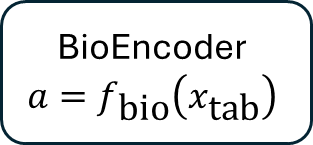 BioEncoder
a = f_bio(x_tab)